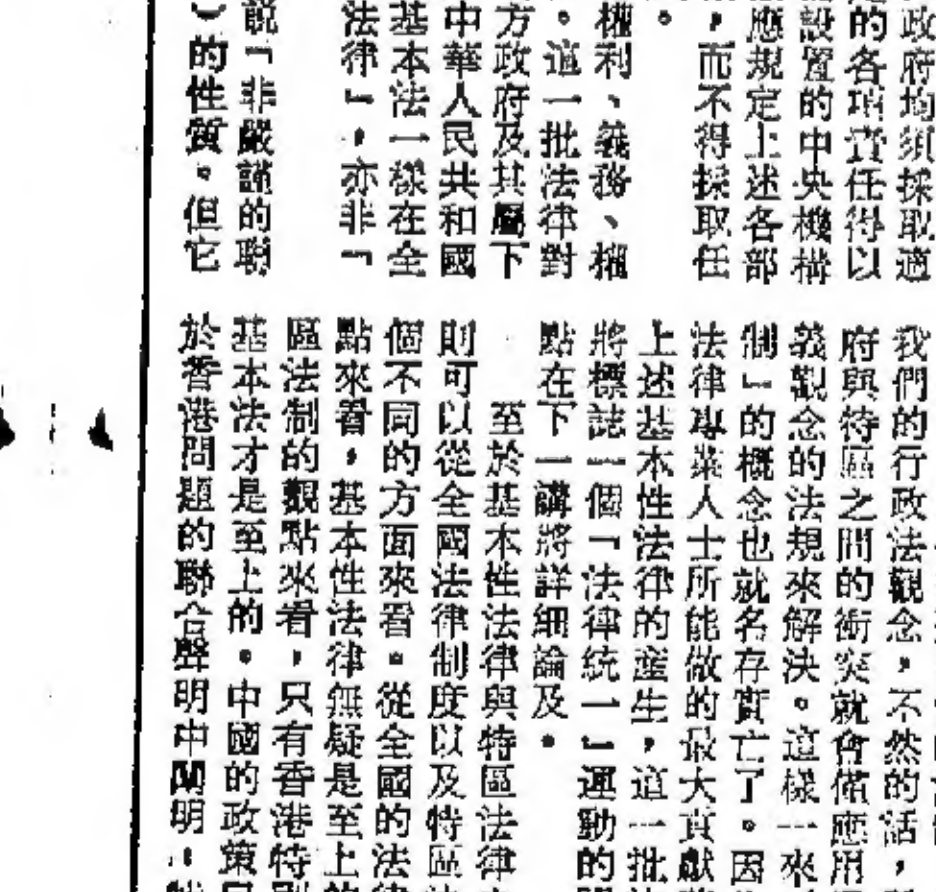 政府均須採取適
的各項責任得以
設置的中央機構
應規定上述各部
，而不得採取任
。
權利、義務、權
。這一批法律對
方政府及其屬下
中華人民共和國
基本法一樣在全
法律」，亦非「
說「非嚴謹的聯
）的性質。但它
我們的行政法觀念，不然的話，
府與特區之間的衝突就會備應用
義觀念的法規來解決。這樣一來
制」的概念也就名存實亡了。因
法律專業人士所能做的最大貢獻
上述基本性法律的產生，這一批
將標誌一個「法律統一」運動的
點在下一講將詳細論及。
至於基本性法律與特區法律
則可以從全國法律制度以及特區
個不同的方面來看。從全國的法律
點來看，基本性法律無疑是至上的
區法制的觀點來看，只有香港特別
基本法才是至上的。中國的政策
於香港問題的聯合聲明中闡明，